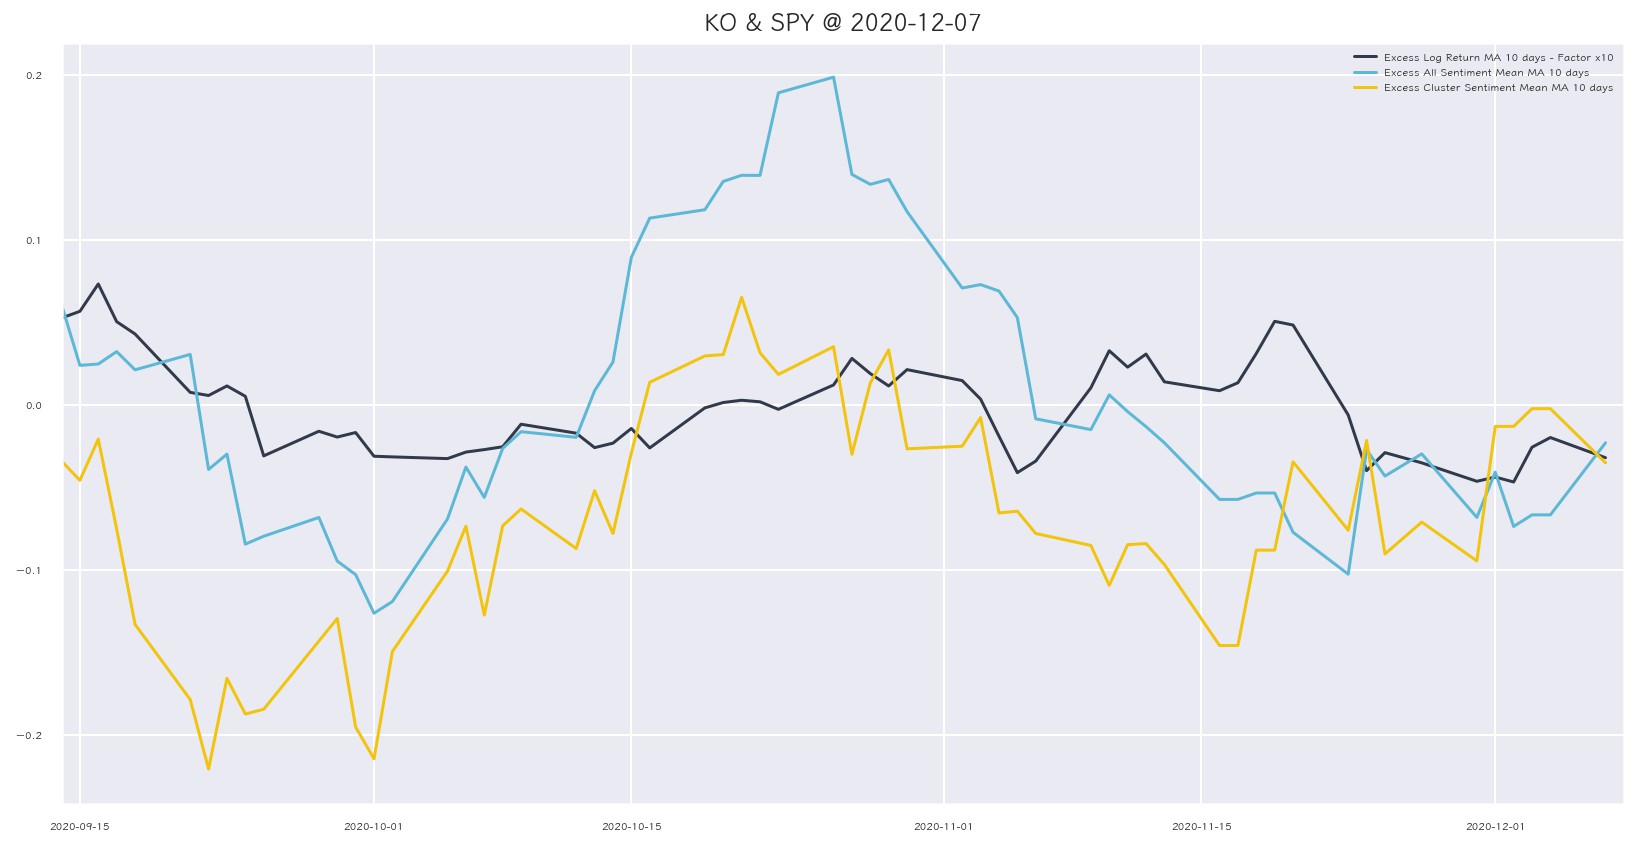 KO & SPY @ 2020-12-07
Excess Log Return MA 10 days - Factor x10
Excess All Sentiment Mean MA 10 days
Excess Cluster Sentiment Mean MA 10 days
0.2
0.1
0.0
−0.1
−0.2
2020-09-15 2020-10-01 2020-10-15 2020-11-01 2020-11-15 2020-12-01